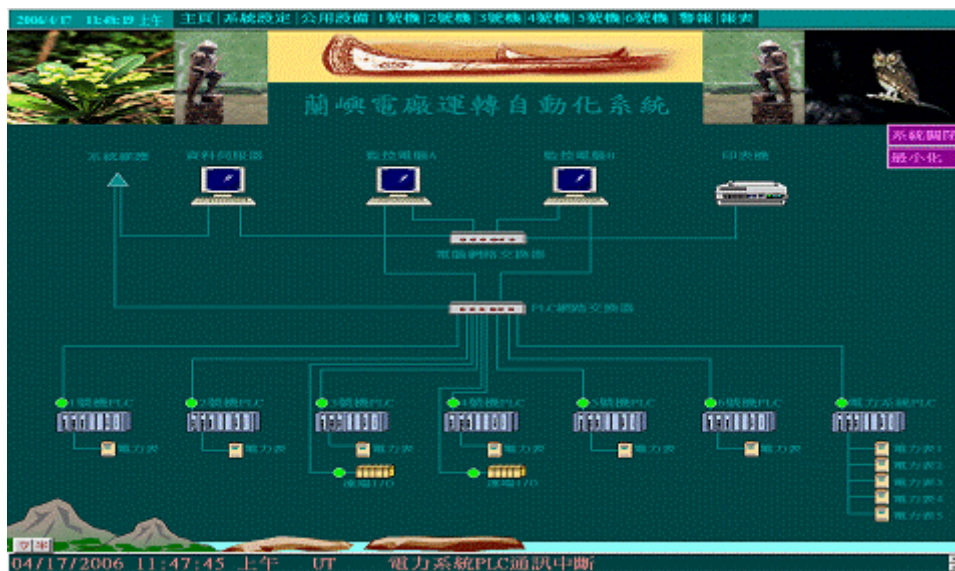 2006/4/17 11:48:19 上午 主頁 系統設定 公用設備 1號機 2號機 3號機 4號機 5號機 6號機 警報 報表
蘭嶼電廠運轉自動化系統
系統關閉
最小化
系統維護 資料伺服器 監控電腦A 監控電腦B 印表機
電腦網路交換器
PLC網路交換器
1號機PLC 2號機PLC 3號機PLC 4號機PLC 5號機PLC 6號機PLC 電力系統PLC
電力表 電力表 電力表 電力表 電力表 電力表 電力表1
電力表2
遠端I/O 遠端I/O 電力表3
電力表4
電力表5
04/17/2006 11:47:45 上午 UT 電力系統PLC通訊中斷